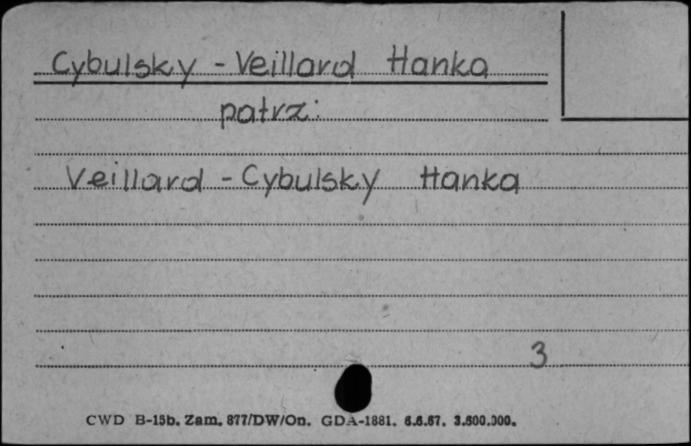 Cybulsky - Veillard Hanka
patrz:
Veillard - Cybulsky Hanka
3
CWD B-15b. Zam. 877/DW/On. GDA-1881. 6.6.67. 3.600.000.